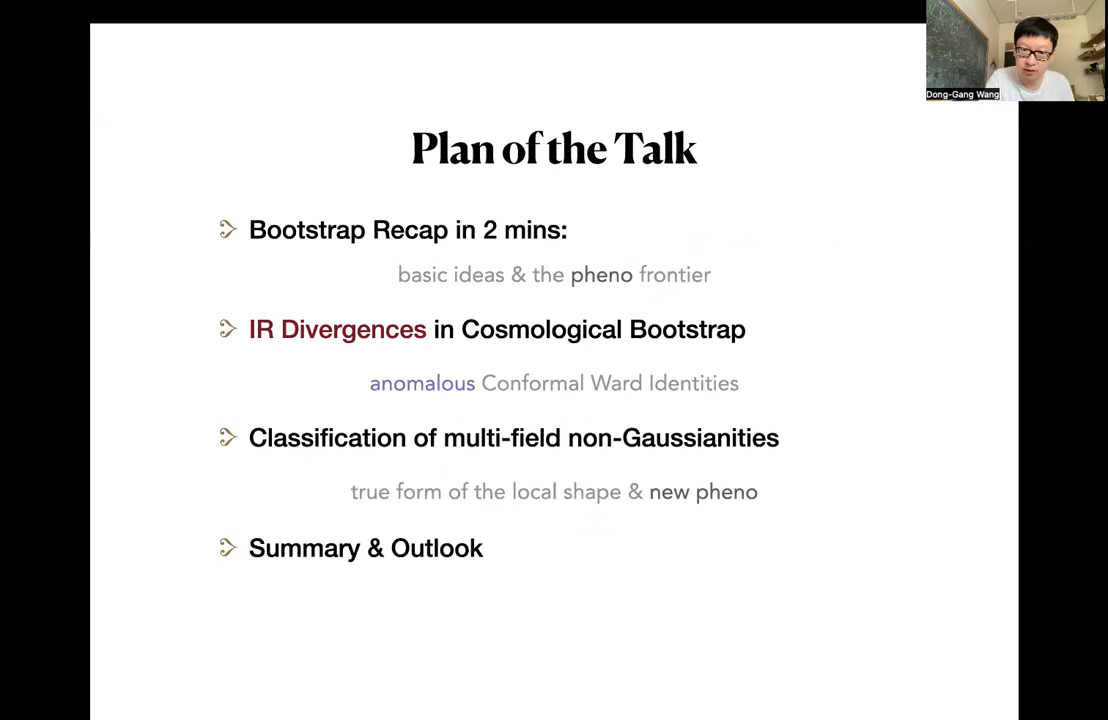 Dong-Gang Wang
Plan of the Talk
Bootstrap Recap in 2 mins:
basic ideas & the pheno frontier
IR Divergences in Cosmological Bootstrap
anomalous Conformal Ward Identities
Classification of multi-field non-Gaussianities
true form of the local shape & new pheno
Summary & Outlook